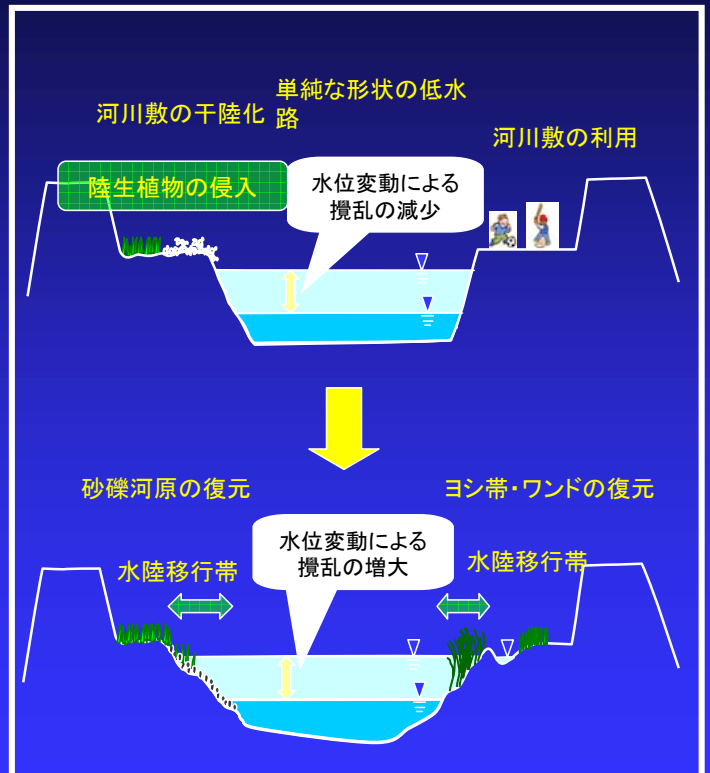 単純な形状の低水
路
河川敷の干陸化
河川敷の利用
陸生植物の侵入
水位変動による
攪乱の減少
砂礫河原の復元
ヨシ帯・ワンドの復元
水位変動による
攪乱の増大
水陸移行帯
水陸移行帯